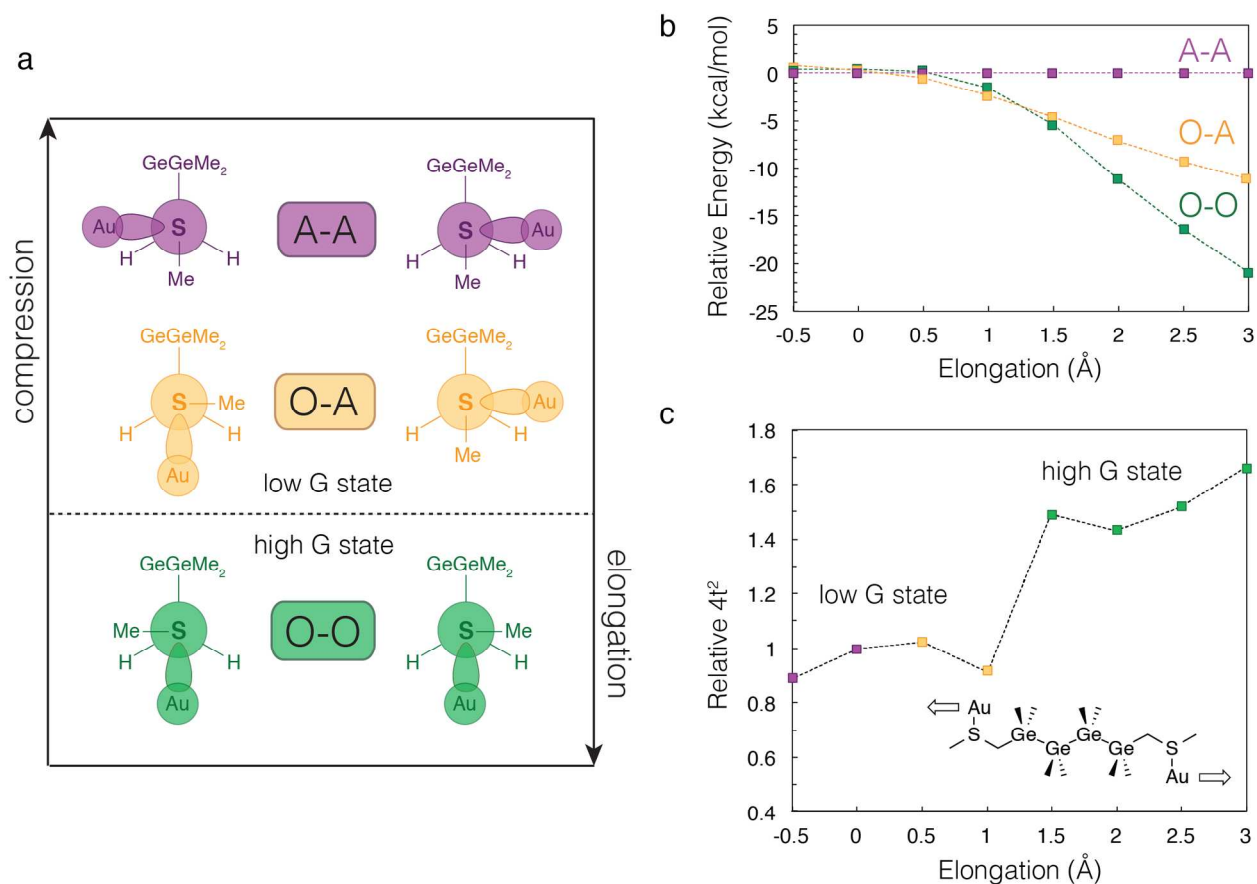 a
compression
GeGeMe₂
Au
S
H
H
Me
A-A
GeGeMe₂
S
Au
H
H
Me
GeGeMe₂
S
Me
H
H
Au
O-A
GeGeMe₂
S
Au
H
H
Me
low G state
high G state
GeGeMe₂
Me
S
H
H
Au
O-O
GeGeMe₂
S
Me
H
H
Au
elongation
b
Relative Energy (kcal/mol)
5
0
-5
-10
-15
-20
-25
A-A
O-A
O-O
-0.5 0 0.5 1 1.5 2 2.5 3
Elongation (Å)
c
Relative 4t²
1.8
1.6
1.4
1.2
1
0.8
0.6
0.4
high G state
low G state
Au
S
Ge
Ge
Ge
Ge
S
Au
-0.5 0 0.5 1 1.5 2 2.5 3
Elongation (Å)